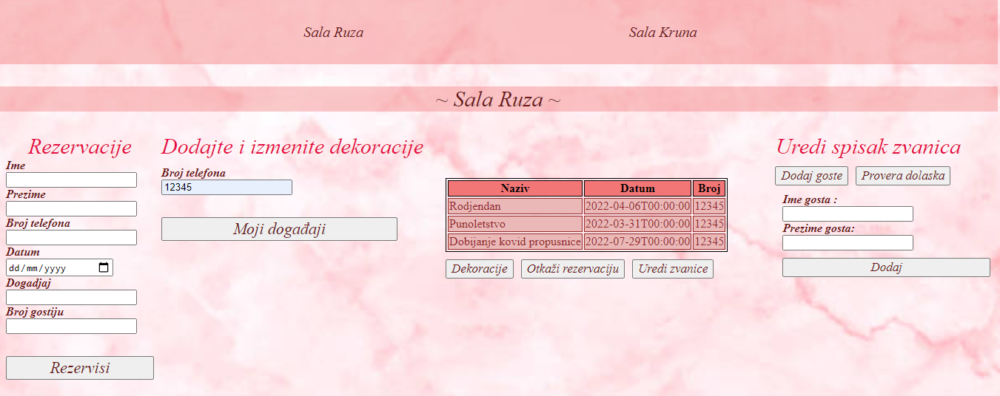 Sala Ruza Sala Kruna
~ Sala Ruza ~
Rezervacije
Ime
Prezime
Broj telefona
Datum
dd/mm/yyyy
Dogadjaj
Broj gostiju
Rezervisi
Dodajte i izmenite dekoracije
Broj telefona
12345
Moji događaji
Naziv Datum Broj
Rodjendan 2022-04-06T00:00:00 12345
Punoletstvo 2022-03-31T00:00:00 12345
Dobijanje kovid propusnice 2022-07-29T00:00:00 12345
Dekoracije Otkaži rezervaciju Uredi zvanice
Uredi spisak zvanica
Dodaj goste Provera dolaska
Ime gosta :
Prezime gosta:
Dodaj